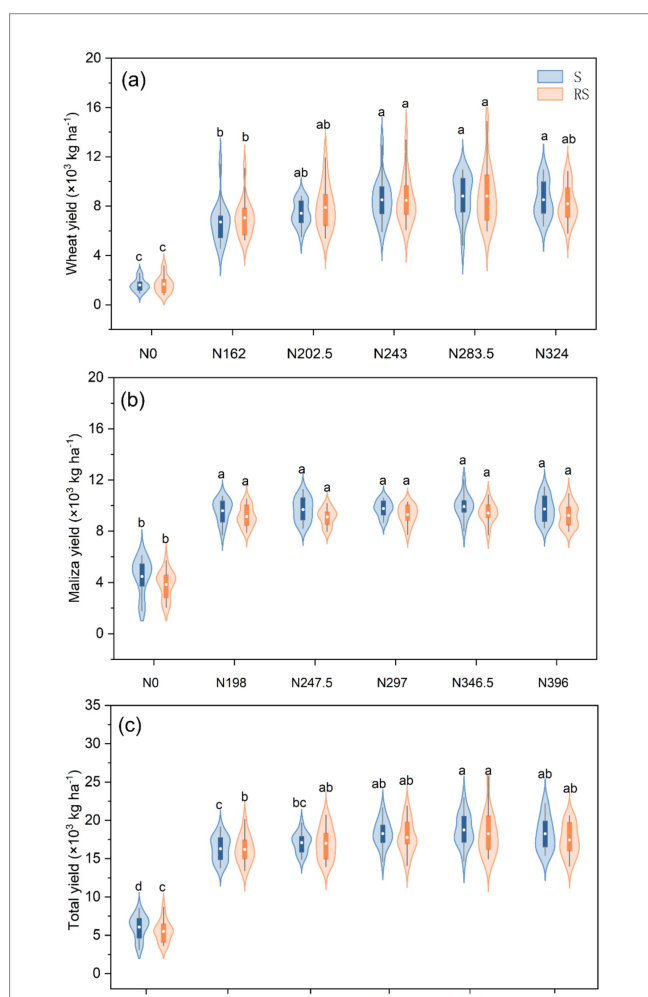 (a)
S
RS
Wheat yield (×10³ kg ha⁻¹)
20
16
12
8
4
0
c c b b ab ab a a a a a ab
N0 N162 N202.5 N243 N283.5 N324
(b)
Maliza yield (×10³ kg ha⁻¹)
20
16
12
8
4
0
b b a a a a a a a a a a
N0 N198 N247.5 N297 N346.5 N396
(c)
Total yield (×10³ kg ha⁻¹)
35
30
25
20
15
10
5
0
d c c b bc ab ab ab a a ab ab